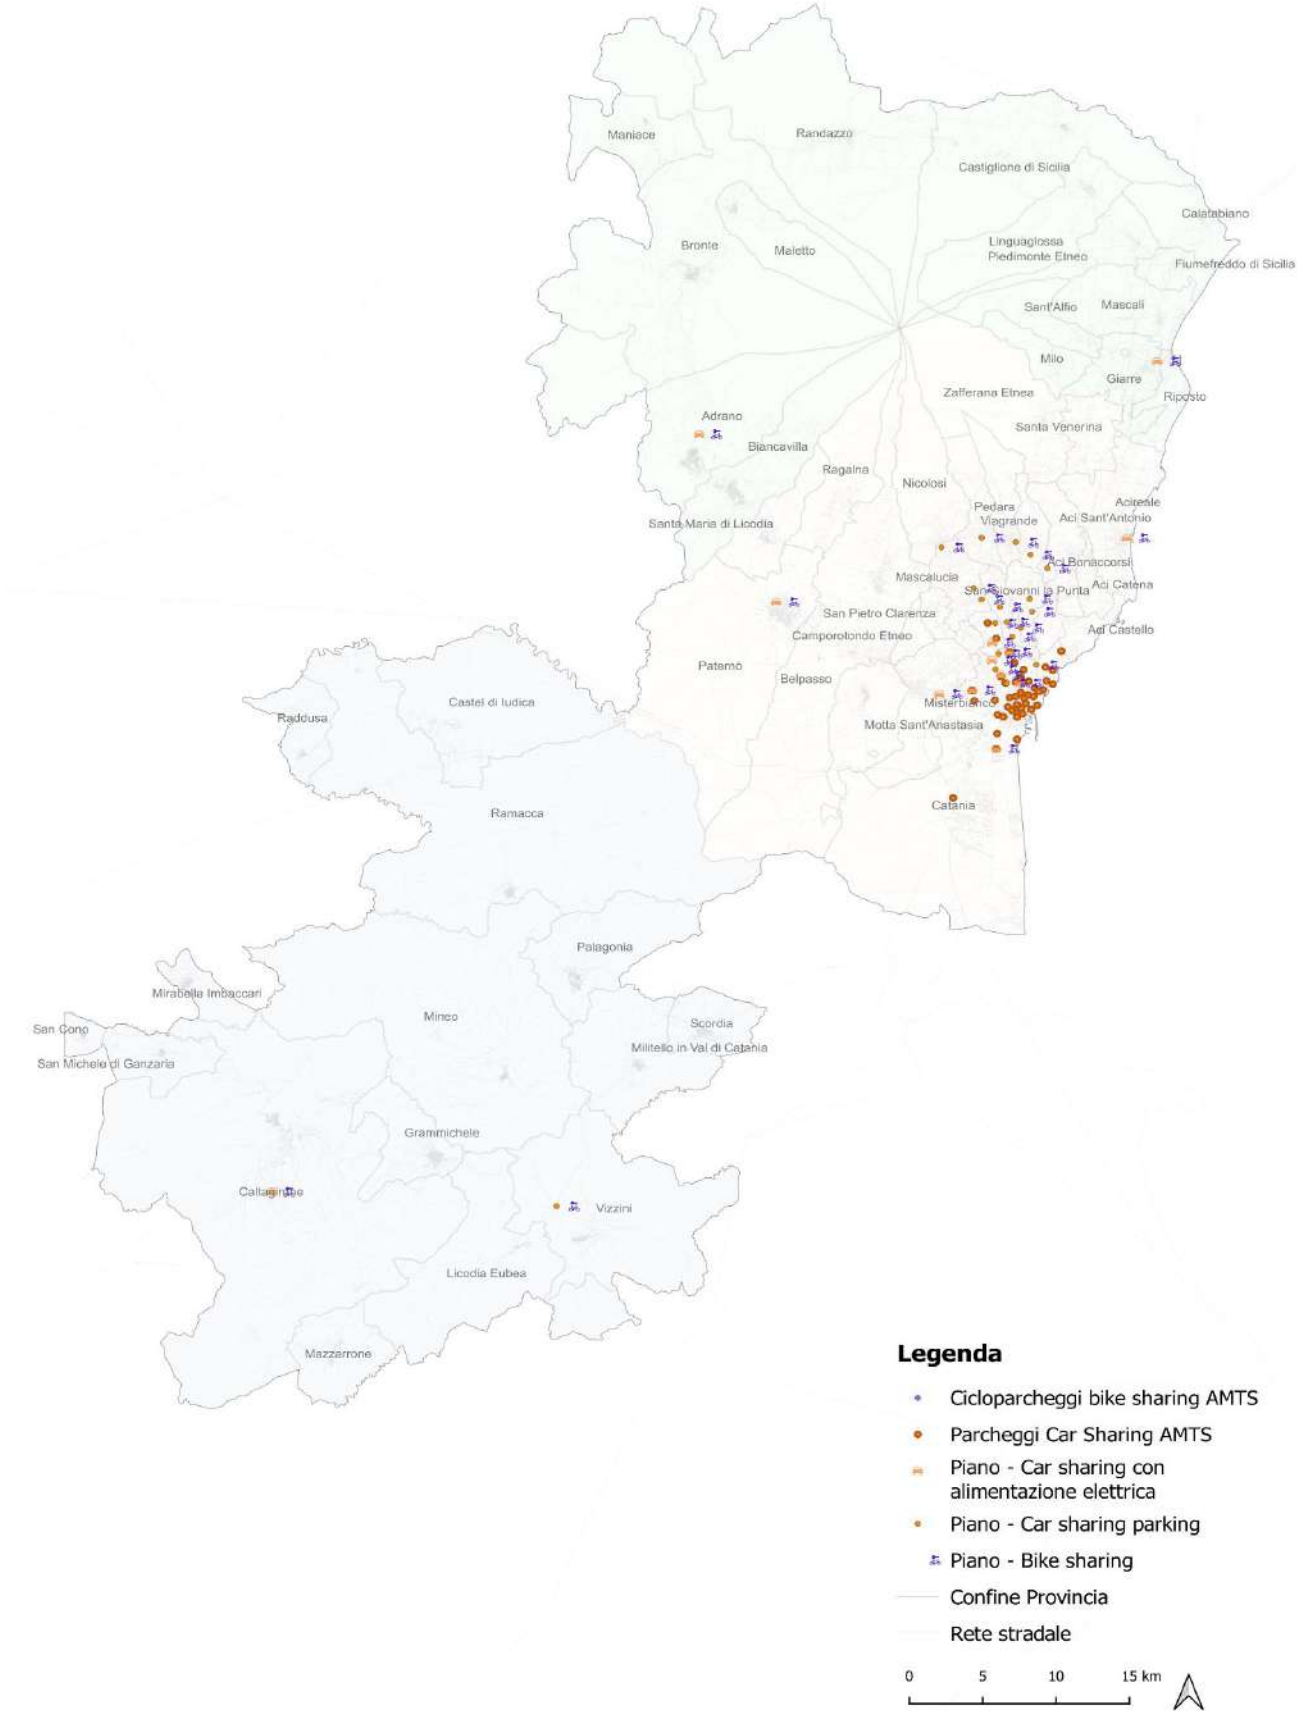 Maniace
Randazzo
Castiglione di Sicilia
Calatabiano
Bronte
Maletto
Linguaglossa
Piedimonte Etneo
Fiumefreddo di Sicilia
Sant'Alfio
Mascali
Milo
Giarre
Zafferana Etnea
Riposto
Adrano
Santa Venerina
Biancavilla
Ragalna
Nicolosi
Acireale
Pedara
Aci Sant'Antonio
Viagrande
Santa Maria di Licodia
Aci Bonaccorsi
Mascalucia
Aci Catena
San Giovanni la Punta
San Pietro Clarenza
Aci Castello
Camporotondo Etneo
Paternò
Belpasso
Castel di Iudica
Misterbianco
Raddusa
Motta Sant'Anastasia
Catania
Ramacca
Palagonia
Mirabella Imbaccari
Mineo
Scordia
San Cono
Militello in Val di Catania
San Michele di Ganzaria
Grammichele
Caltagirone
Vizzini
Licodia Eubea
Mazzarrone
Legenda
Cicloparcheggi bike sharing AMTS
Parcheggi Car Sharing AMTS
Piano - Car sharing con
alimentazione elettrica
Piano - Car sharing parking
Piano - Bike sharing
Confine Provincia
Rete stradale
0 5 10 15 km